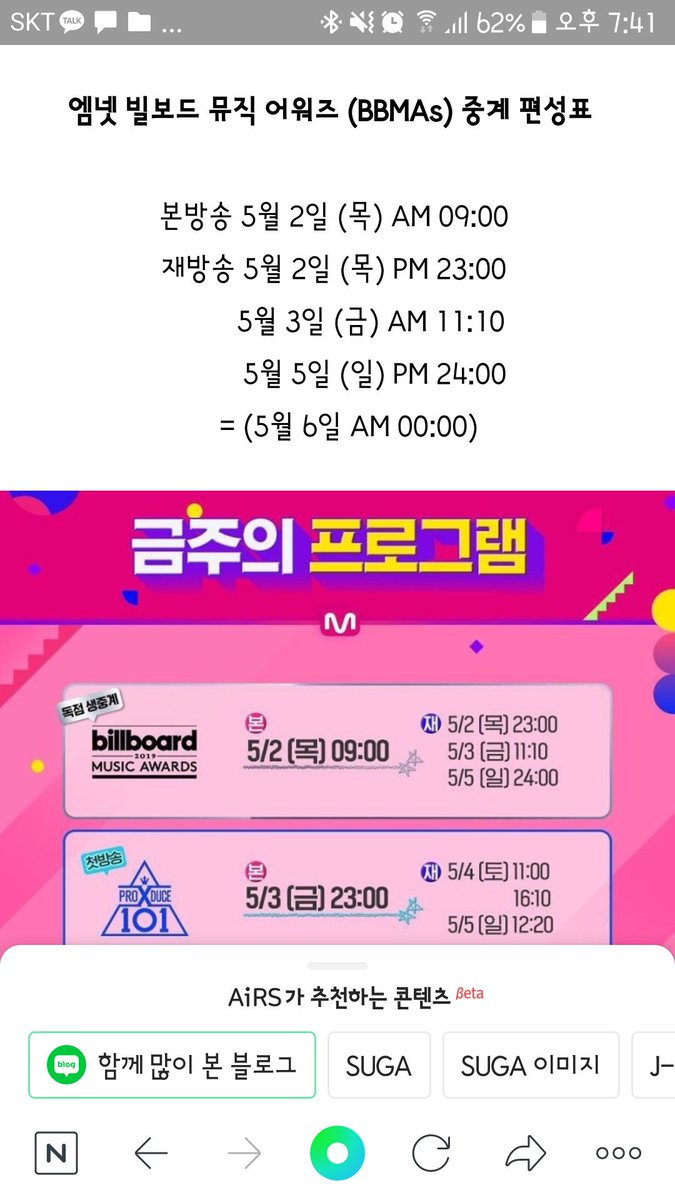 SKT TALK ... 62% 오후 7:41
엠넷 빌보드 뮤직 어워즈 (BBMAs) 중계 편성표
본방송 5월 2일 (목) AM 09:00
재방송 5월 2일 (목) PM 23:00
5월 3일 (금) AM 11:10
5월 5일 (일) PM 24:00
= (5월 6일 AM 00:00)
금주의 프로그램
M
독점 생중계
billboard
2019
MUSIC AWARDS
본
5/2 (목) 09:00
재 5/2 (목) 23:00
5/3 (금) 11:10
5/5 (일) 24:00
첫방송
PRODUCE
X
101
본
5/3 (금) 23:00
재 5/4 (토) 11:00
16:10
5/5 (일) 12:20
AiRS가 추천하는 콘텐츠 βeta
blog 함께 많이 본 블로그
SUGA
SUGA 이미지
J-
N